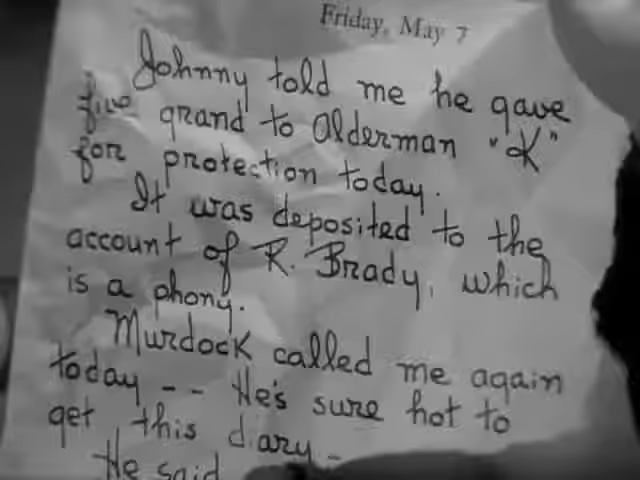 Friday, May 7
Johnny told me he gave
five grand to Alderman "K"
for protection today.
It was deposited to the
account of R. Brady, which
is a phony.
Murdock called me again
today -- He's sure hot to
get this diary -
He said